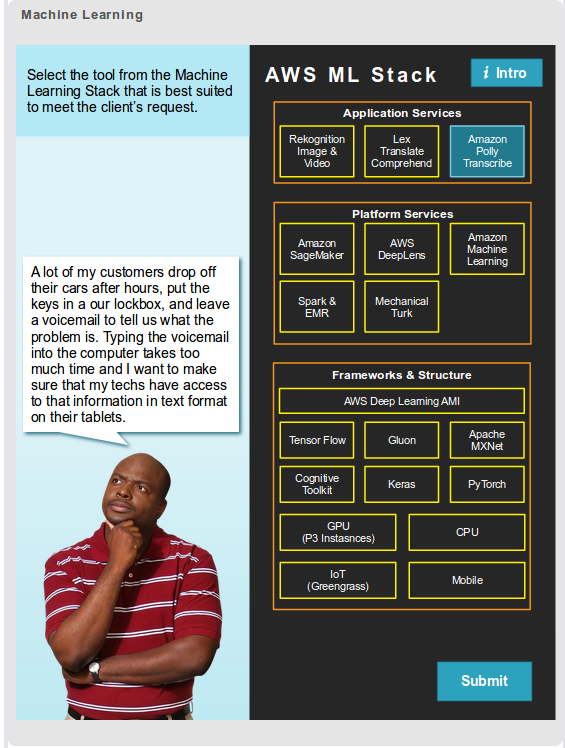 Machine Learning
Select the tool from the Machine
Learning Stack that is best suited
to meet the client's request.
A lot of my customers drop off
their cars after hours, put the
keys in a our lockbox, and leave
a voicemail to tell us what the
problem is. Typing the voicemail
into the computer takes too
much time and I want to make
sure that my techs have access
to that information in text format
on their tablets.
AWS ML Stack
i Intro
Application Services
Rekognition
Image &
Video
Lex
Translate
Comprehend
Amazon
Polly
Transcribe
Platform Services
Amazon
SageMaker
AWS
DeepLens
Amazon
Machine
Learning
Spark &
EMR
Mechanical
Turk
Frameworks & Structure
AWS Deep Learning AMI
Tensor Flow
Gluon
Apache
MXNet
Cognitive
Toolkit
Keras
PyTorch
GPU
(P3 Instasnces)
CPU
IoT
(Greengrass)
Mobile
Submit